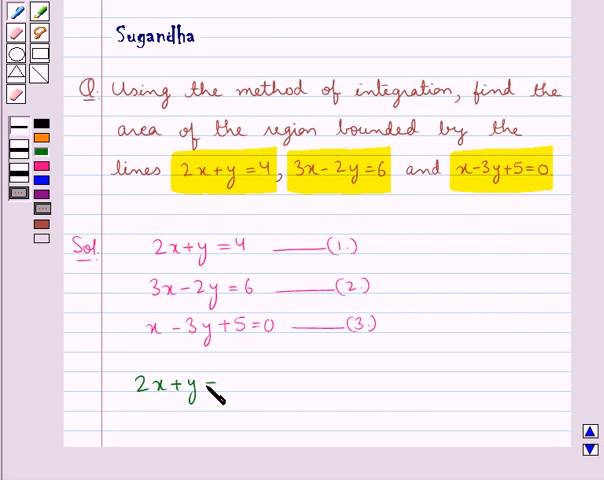 Sugandha
Q. Using the method of integration, find the
area of the region bounded by the
lines 2x+y=4, 3x-2y=6 and x-3y+5=0
Sol. 2x+y=4 ——(1.)
3x-2y=6 ——(2.)
x-3y+5=0 ——(3.)
2x+y=